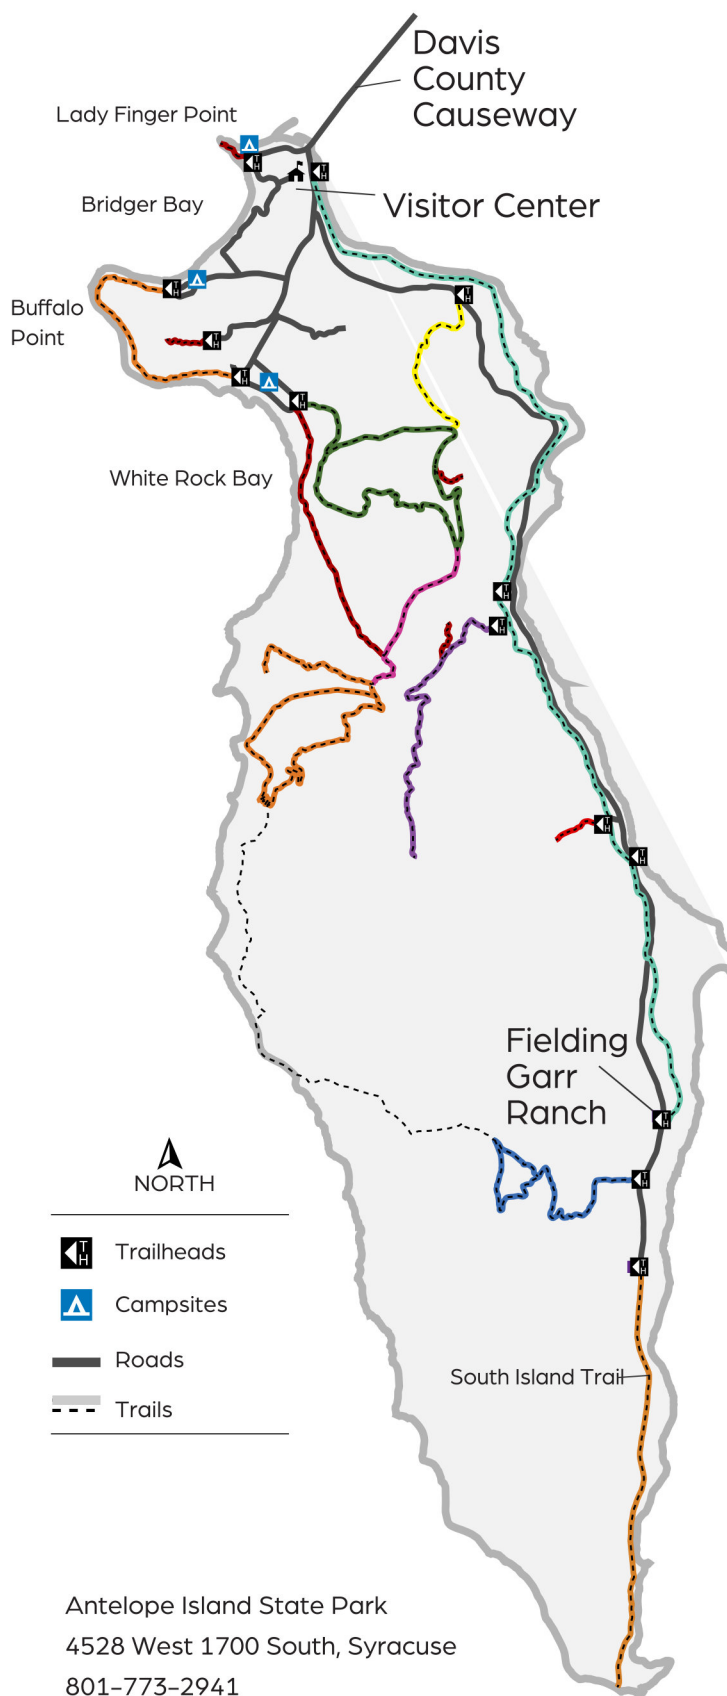 Davis
County
Causeway
Lady Finger Point
Bridger Bay
Visitor Center
Buffalo
Point
White Rock Bay
Fielding
Garr
Ranch
NORTH
TH Trailheads
Campsites
Roads
Trails
South Island Trail
Antelope Island State Park
4528 West 1700 South, Syracuse
801-773-2941